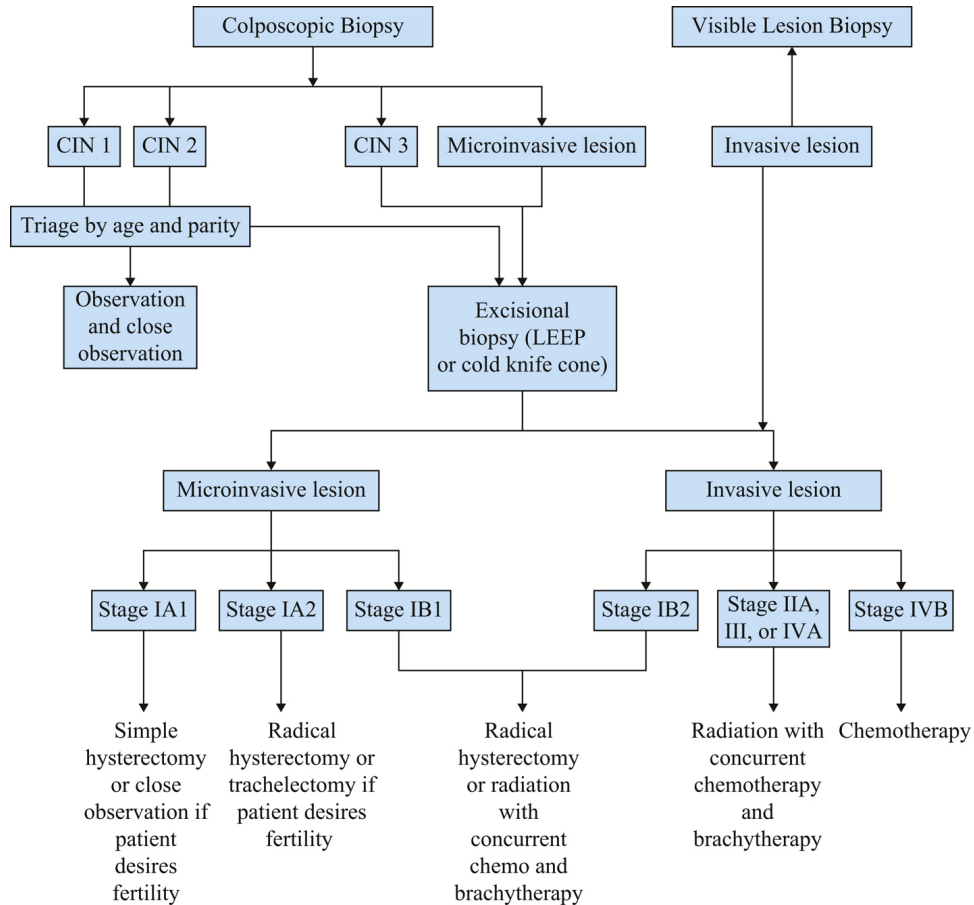 Colposcopic Biopsy
Visible Lesion Biopsy
CIN 1
CIN 2
CIN 3
Microinvasive lesion
Invasive lesion
Triage by age and parity
Observation
and close
observation
Excisional
biopsy (LEEP
or cold knife cone)
Microinvasive lesion
Invasive lesion
Stage IA1
Stage IA2
Stage IB1
Stage IB2
Stage IIA,
III, or IVA
Stage IVB
Simple
hysterectomy
or close
observation if
patient
desires
fertility
Radical
hysterectomy or
trachelectomy if
patient desires
fertility
Radical
hysterectomy
or radiation
with
concurrent
chemo and
brachytherapy
Radiation with
concurrent
chemotherapy
and
brachytherapy
Chemotherapy